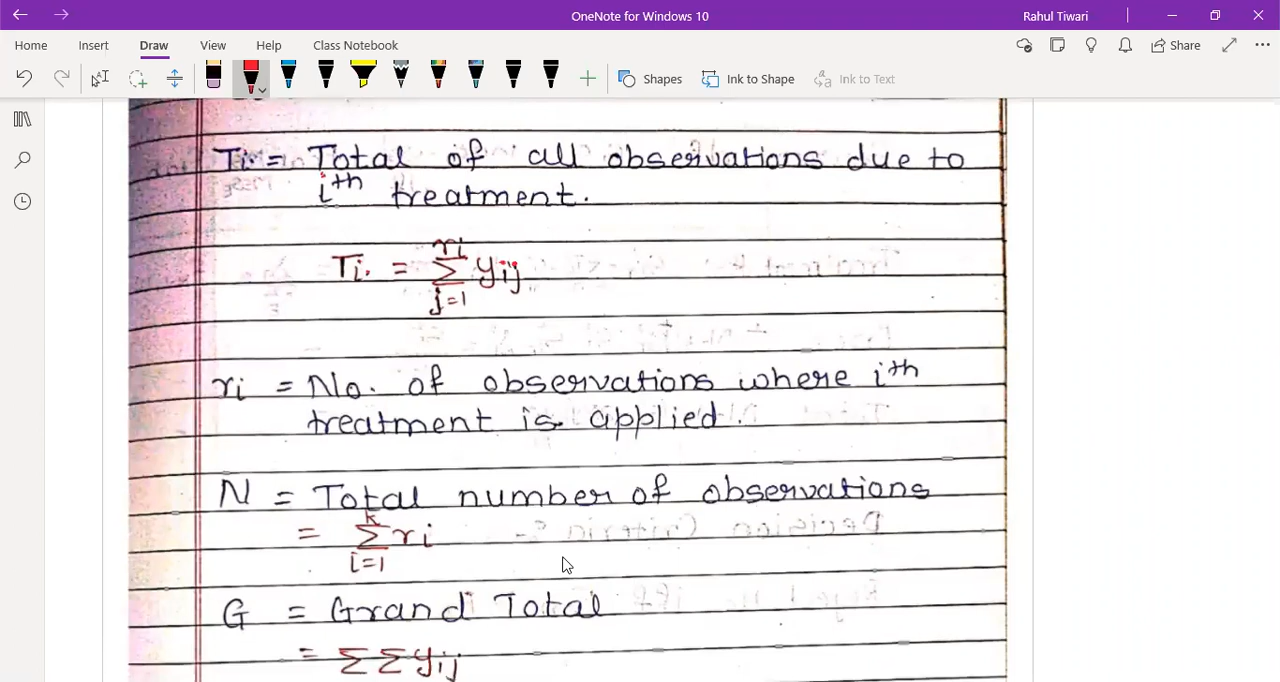 OneNote for Windows 10
Rahul Tiwari
Home Insert Draw View Help Class Notebook
Share
Shapes Ink to Shape Ink to Text
Ti. = Total of all observations due to
ith treatment.
Ti. = ri Σ j=1 yij
ri = No. of observations where ith
treatment is applied.
N = Total number of observations
= k Σ i=1 ri
G = Grand Total
= Σ Σ yij